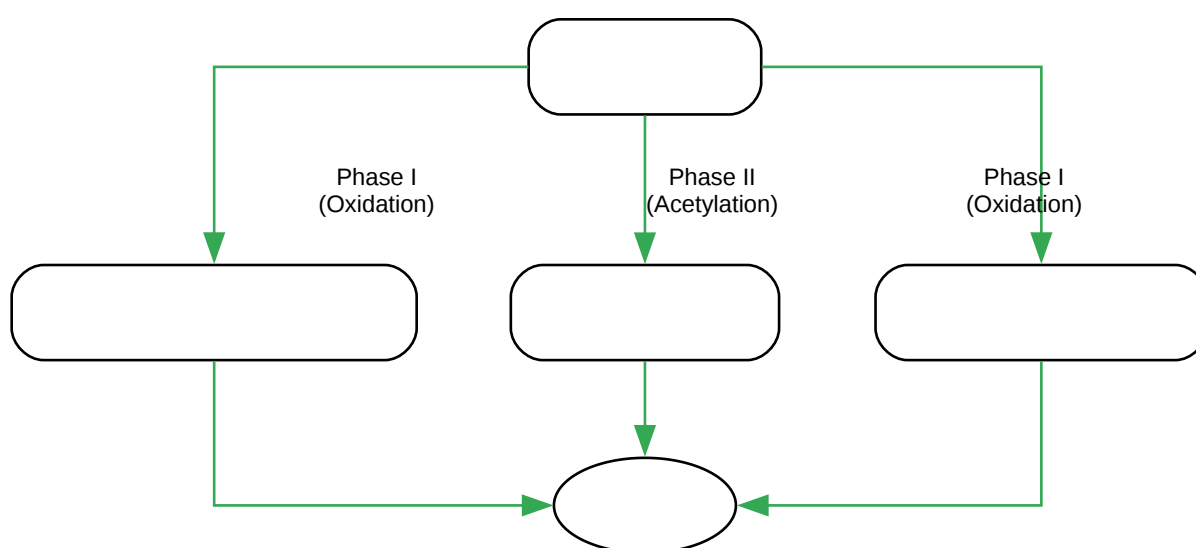 Phase I
(Oxidation)
Phase II
(Acetylation)
Phase I
(Oxidation)